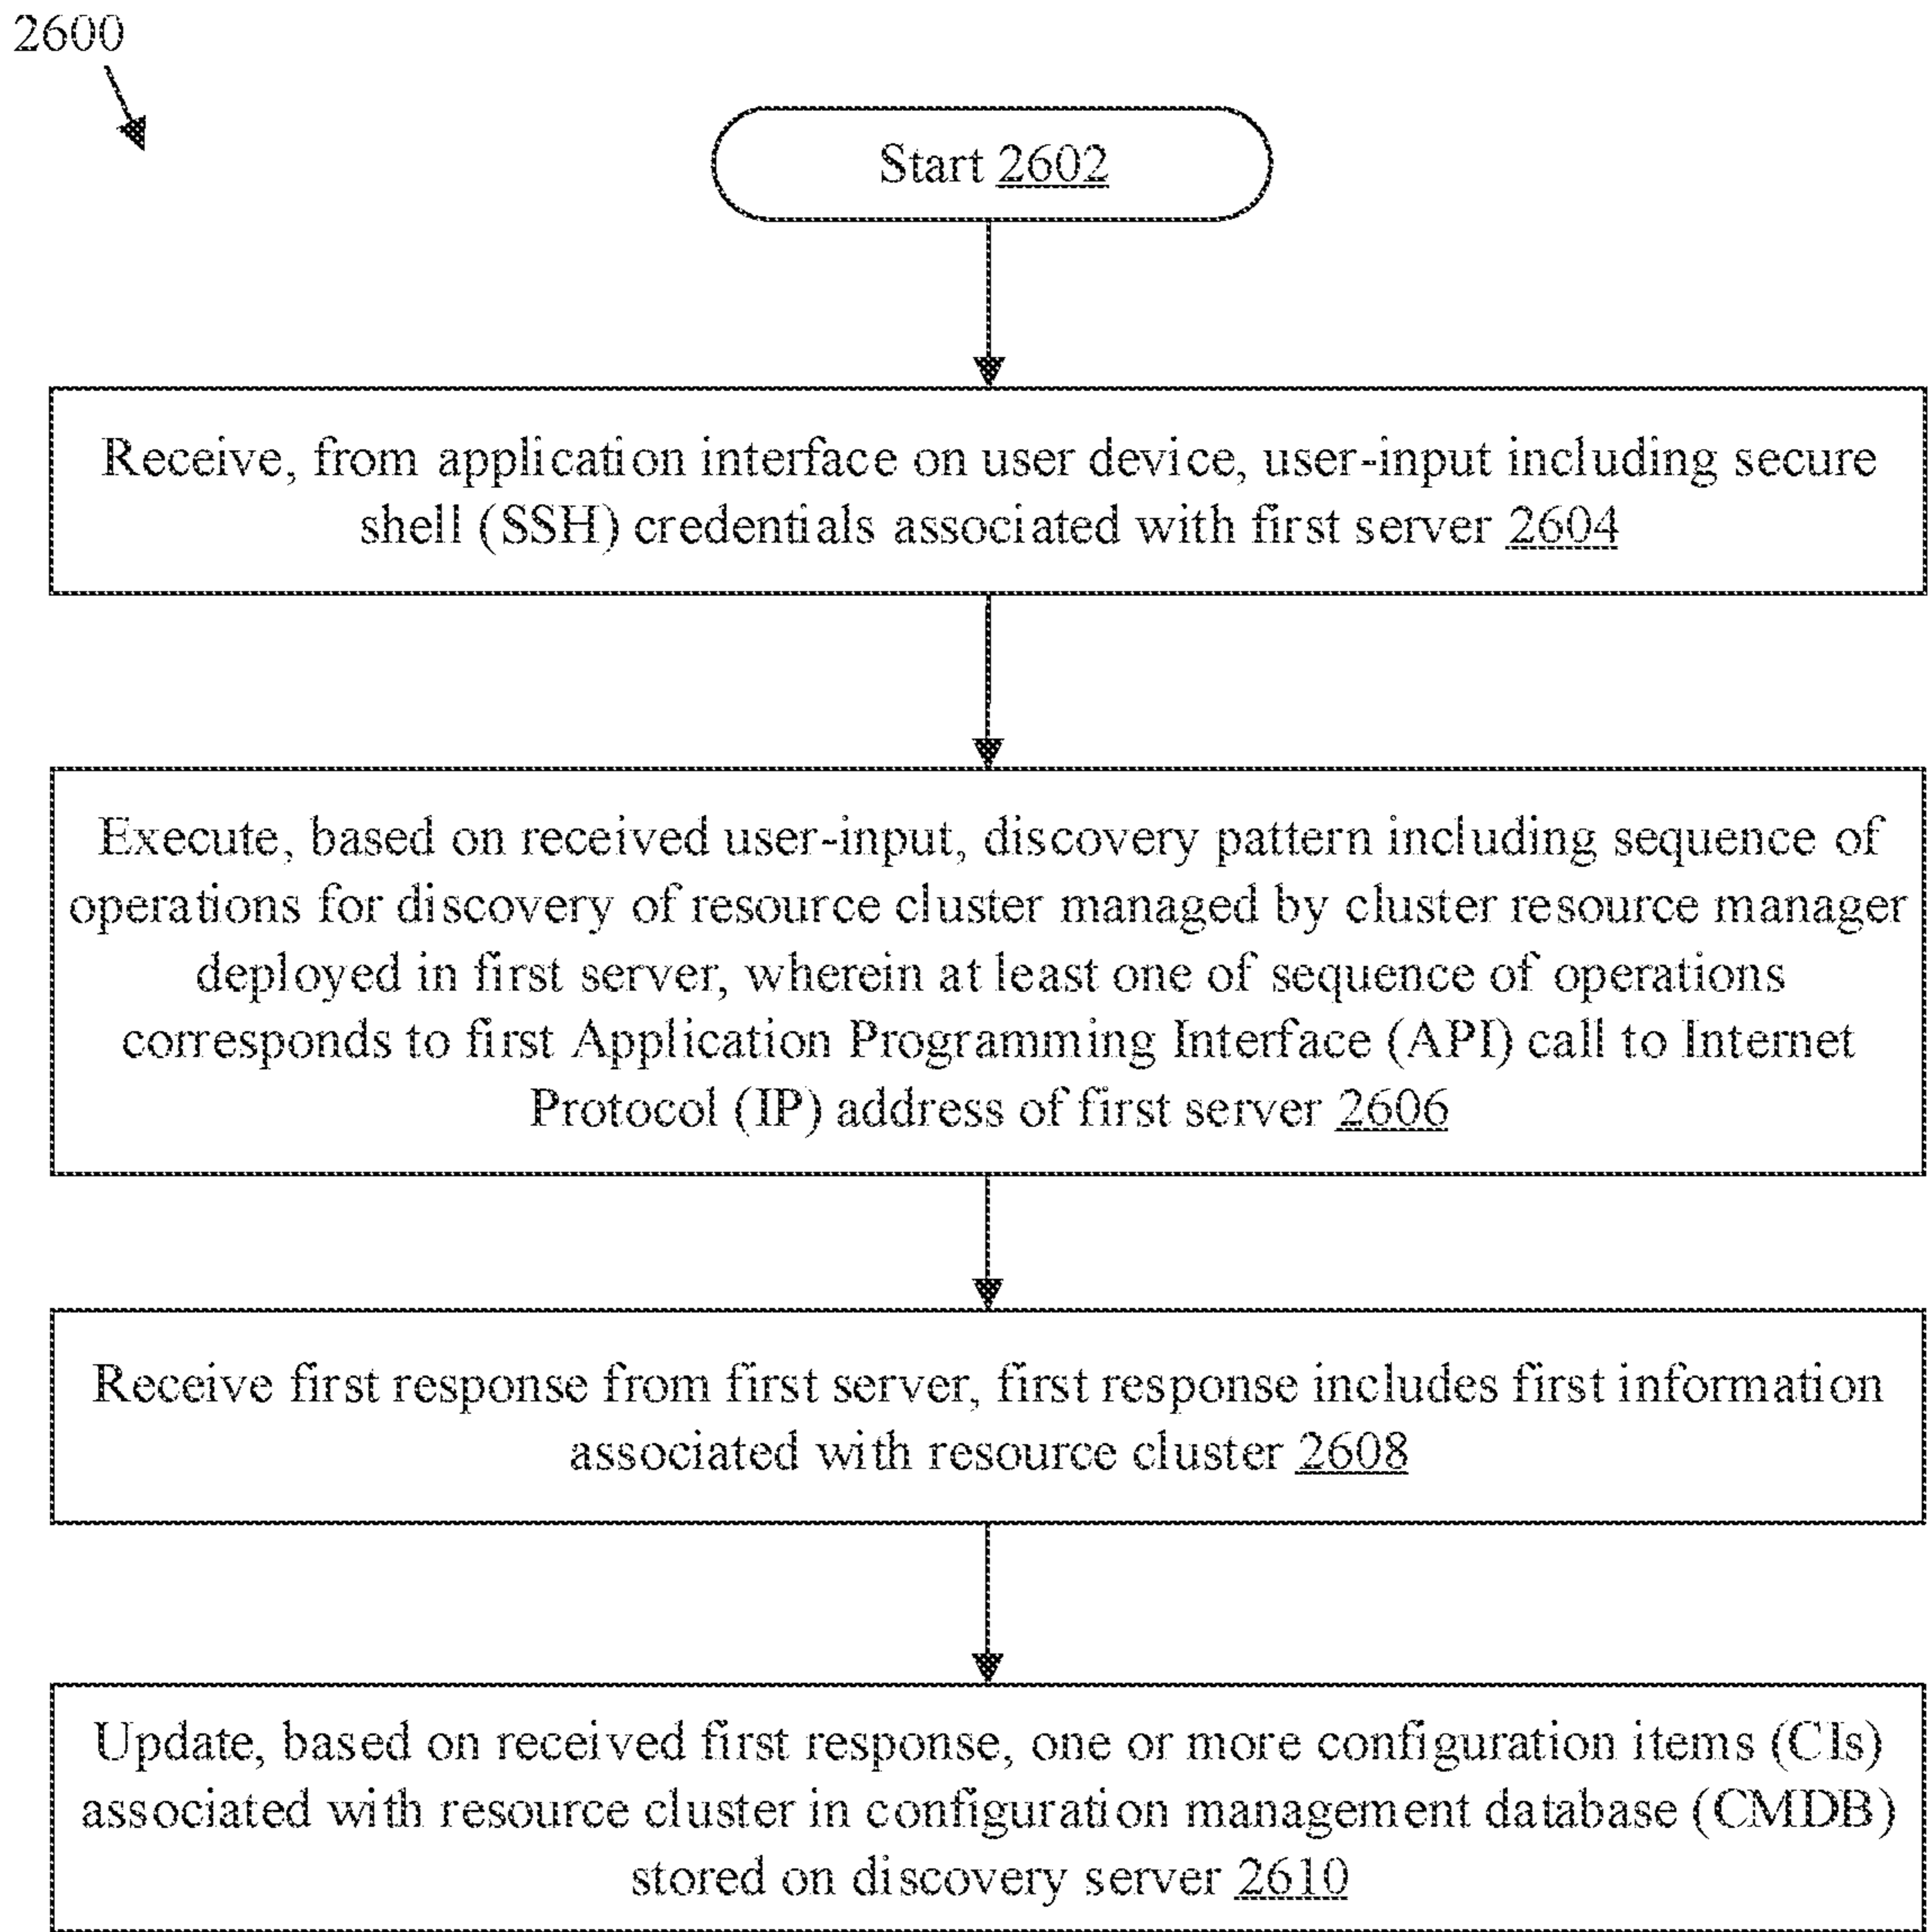 2600
Start 2602
Receive, from application interface on user device, user-input including secure
shell (SSH) credentials associated with first server 2604
Execute, based on received user-input, discovery pattern including sequence of
operations for discovery of resource cluster managed by cluster resource manager
deployed in first server, wherein at least one of sequence of operations
corresponds to first Application Programming Interface (API) call to Internet
Protocol (IP) address of first server 2606
Receive first response from first server, first response includes first information
associated with resource cluster 2608
Update, based on received first response, one or more configuration items (CIs)
associated with resource cluster in configuration management database (CMDB)
stored on discovery server 2610